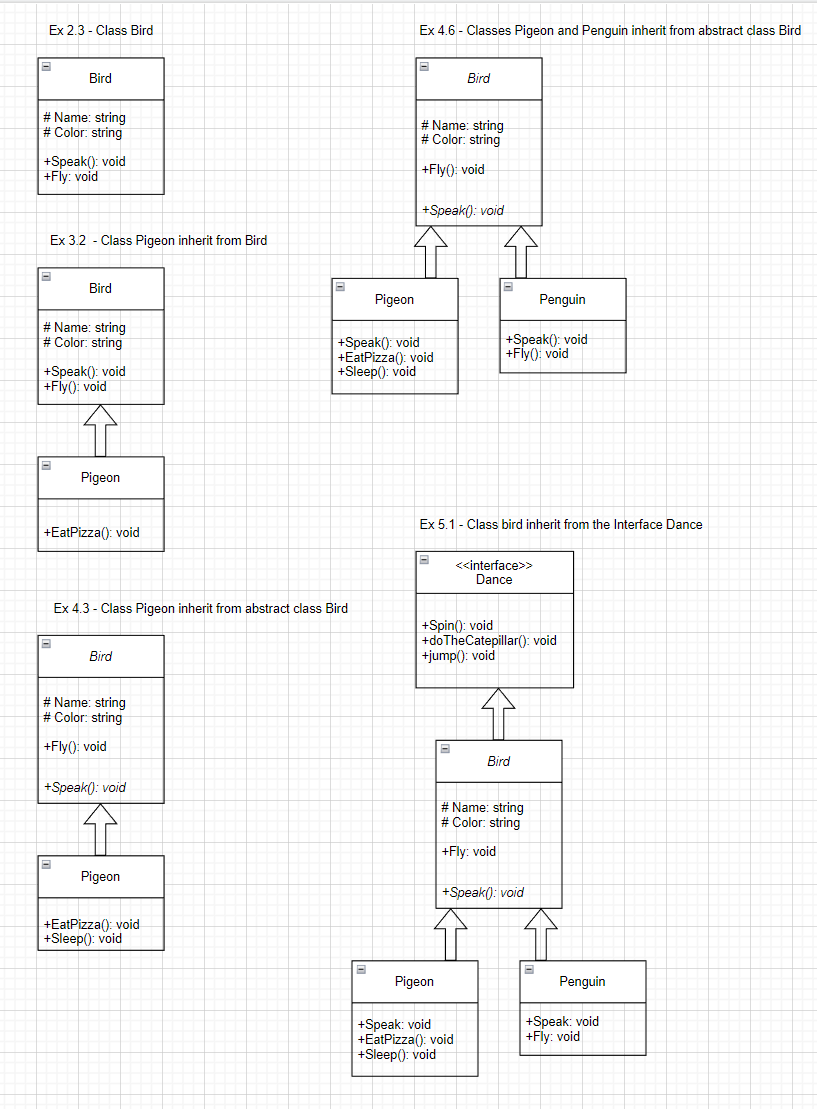 Ex 2.3 - Class Bird
Bird
# Name: string
# Color: string
+Speak(): void
+Fly: void
Ex 3.2 - Class Pigeon inherit from Bird
Bird
# Name: string
# Color: string
+Speak(): void
+Fly(): void
Pigeon
+EatPizza(): void
Ex 4.3 - Class Pigeon inherit from abstract class Bird
Bird
# Name: string
# Color: string
+Fly(): void
+Speak(): void
Pigeon
+EatPizza(): void
+Sleep(): void
Ex 4.6 - Classes Pigeon and Penguin inherit from abstract class Bird
Bird
# Name: string
# Color: string
+Fly(): void
+Speak(): void
Pigeon
+Speak(): void
+EatPizza(): void
+Sleep(): void
Penguin
+Speak(): void
+Fly(): void
Ex 5.1 - Class bird inherit from the Interface Dance
<<interface>>
Dance
+Spin(): void
+doTheCatepillar(): void
+jump(): void
Bird
# Name: string
# Color: string
+Fly: void
+Speak(): void
Pigeon
+Speak: void
+EatPizza(): void
+Sleep(): void
Penguin
+Speak: void
+Fly: void